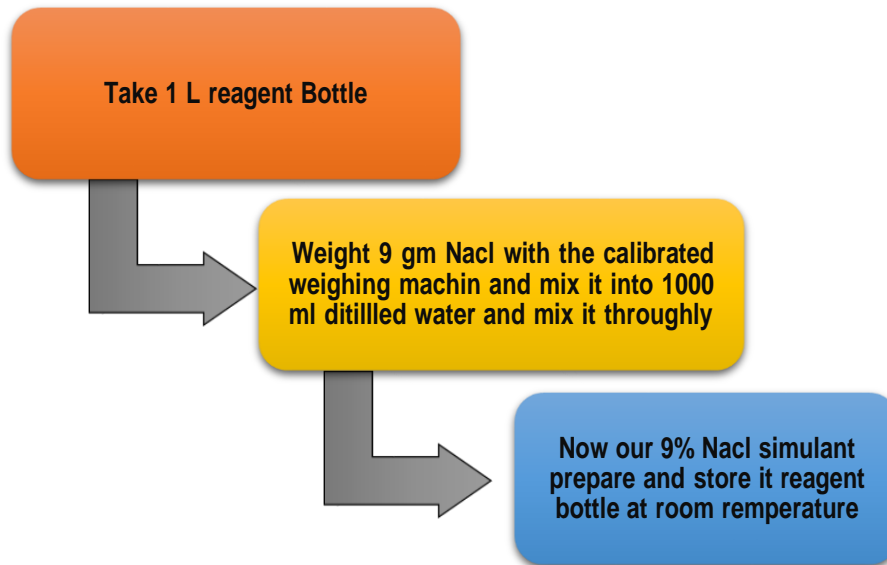 Take 1 L reagent Bottle
Weight 9 gm Nacl with the calibrated
weighing machin and mix it into 1000
ml ditillled water and mix it throughly
Now our 9% Nacl simulant
prepare and store it reagent
bottle at room remperature